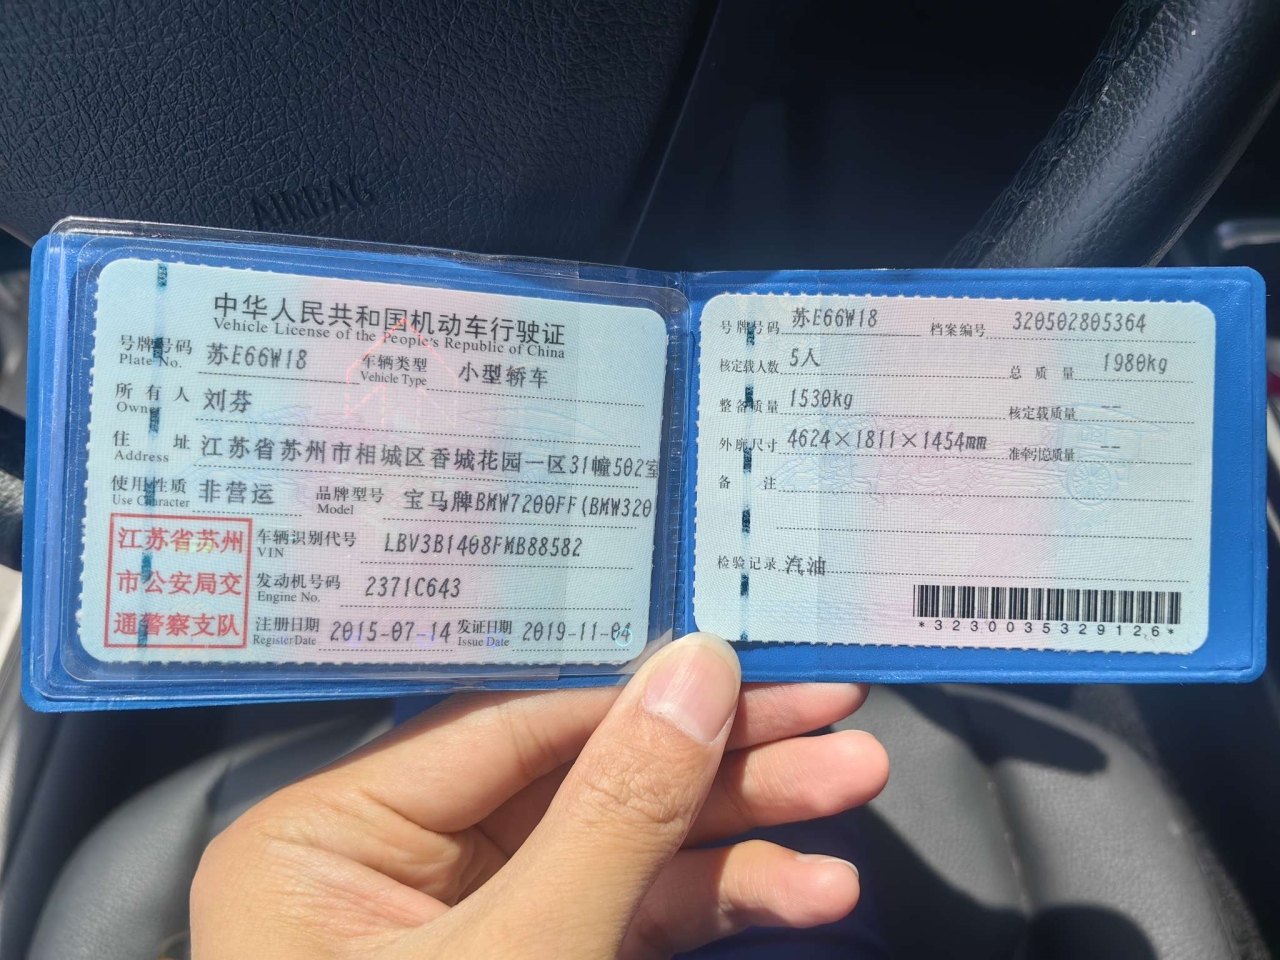 AIRBAG
中华人民共和国机动车行驶证
Vehicle License of the People's Republic of China
号牌号码 苏E66W18 车辆类型 小型轿车
Plate No. Vehicle Type
所有人 刘芬
Owner
住址 江苏省苏州市相城区香城花园一区31幢502室
Address
使用性质 非营运 品牌型号 宝马牌BMW7200FF(BMW320
Use Character Model
江苏省苏州
市公安局交
通警察支队
车辆识别代号 LBV3B1408FMB88582
VIN
发动机号码 2371C643
Engine No.
注册日期 2015-07-14 发证日期 2019-11-04
Register Date Issue Date
号牌号码 苏E66W18 档案编号 320502805364
核定载人数 5人 总质量 1980kg
整备质量 1530kg 核定载质量 --
外廓尺寸 4624×1811×1454mm 准牵引总质量 --
备注
检验记录 汽油
*3230035329126*